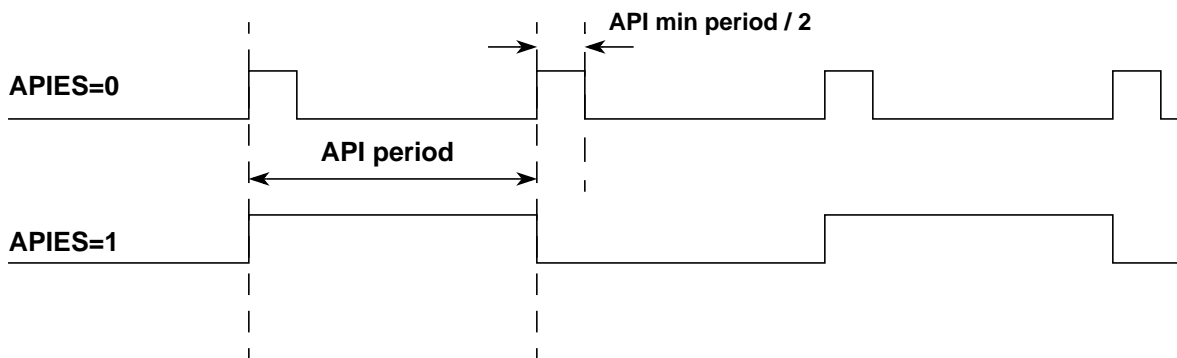 API min period / 2
APIES=0
API period
APIES=1